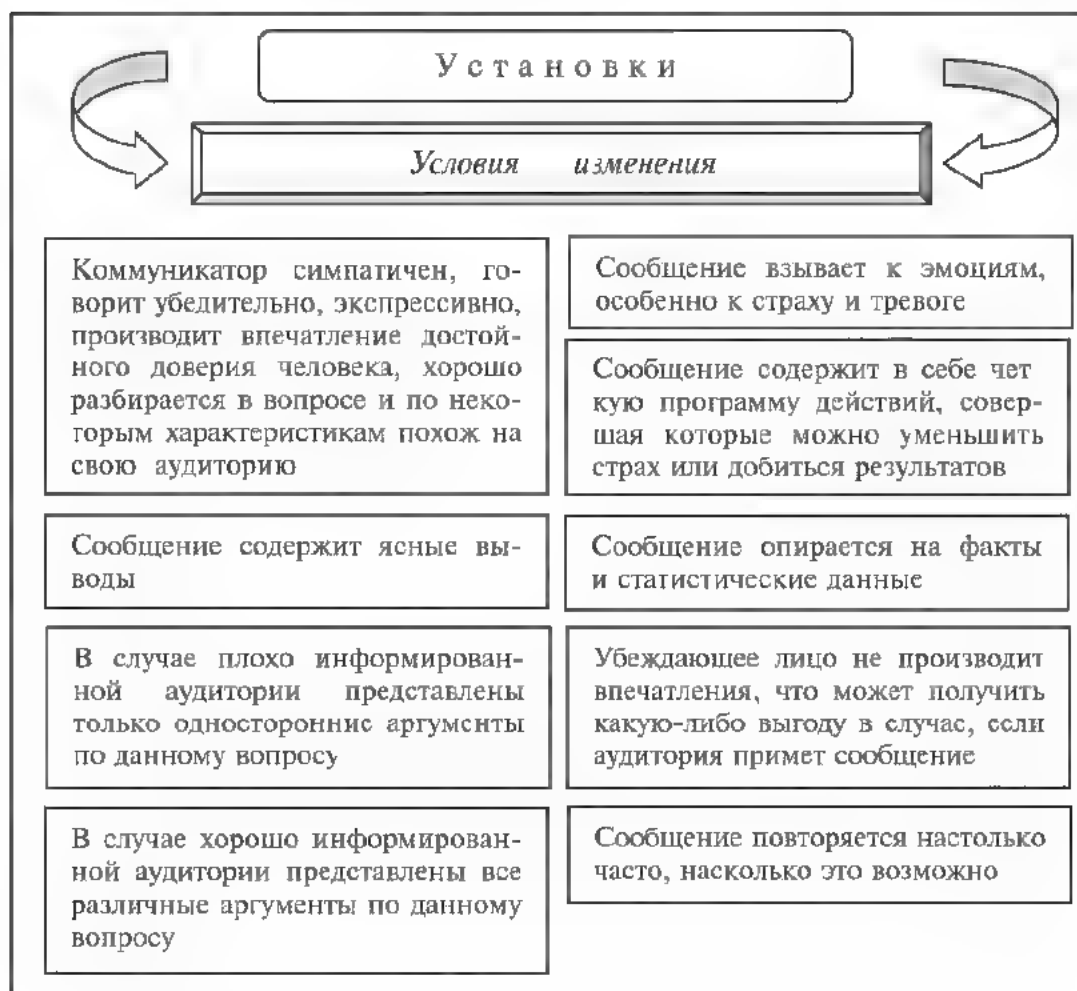 Установки
Условия изменения
Коммуникатор симпатичен, го-
ворит убедительно, экспрессивно,
производит впечатление достой-
ного доверия человека, хорошо
разбирается в вопросе и по неко-
торым характеристикам похож на
свою аудиторию
Сообщение содержит ясные вы-
воды
В случае плохо информирован-
ной аудитории представлены
только односторонние аргументы
по данному вопросу
В случае хорошо информирован-
ной аудитории представлены все
различные аргументы по данному
вопросу
Сообщение взывает к эмоциям,
особенно к страху и тревоге
Сообщение содержит в себе чет
кую программу действий, совер-
шая которые можно уменьшить
страх или добиться результатов
Сообщение опирается на факты
и статистические данные
Убеждающее лицо не производит
впечатления, что может получить
какую-либо выгоду в случае, если
аудитория примет сообщение
Сообщение повторяется настолько
часто, насколько это возможно